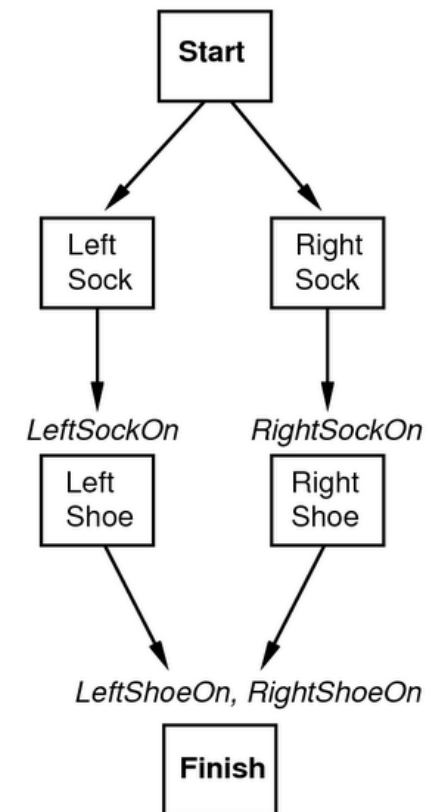 Start
Left
Sock
Right
Sock
LeftSockOn
RightSockOn
Left
Shoe
Right
Shoe
LeftShoeOn, RightShoeOn
Finish